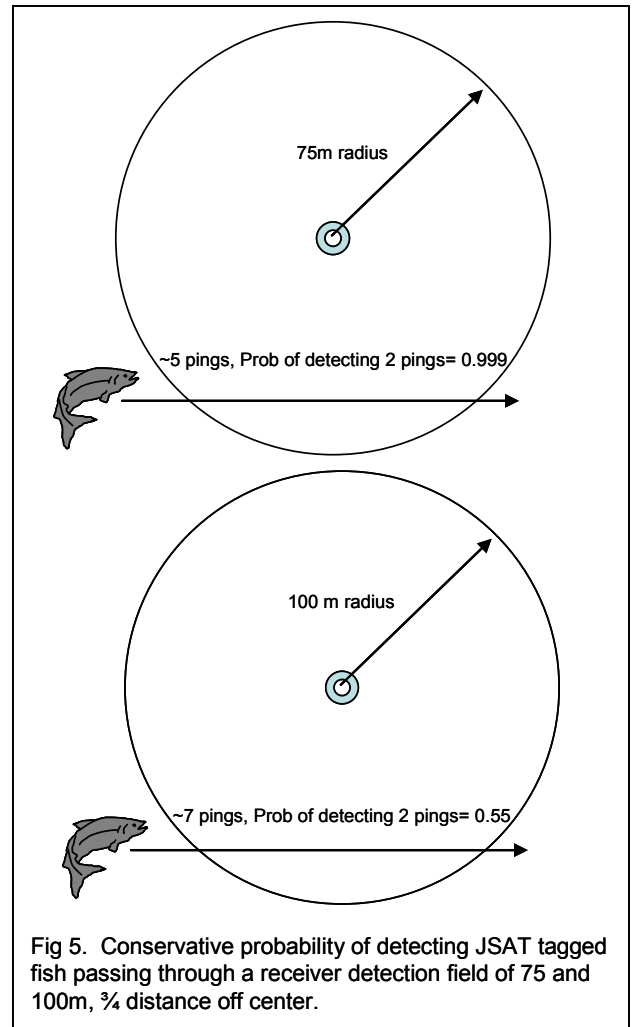 75m radius
~5 pings, Prob of detecting 2 pings= 0.999
100 m radius
~7 pings, Prob of detecting 2 pings= 0.55
Fig 5.  Conservative probability of detecting JSAT tagged
fish passing through a receiver detection field of 75 and
100m, ¾ distance off center.